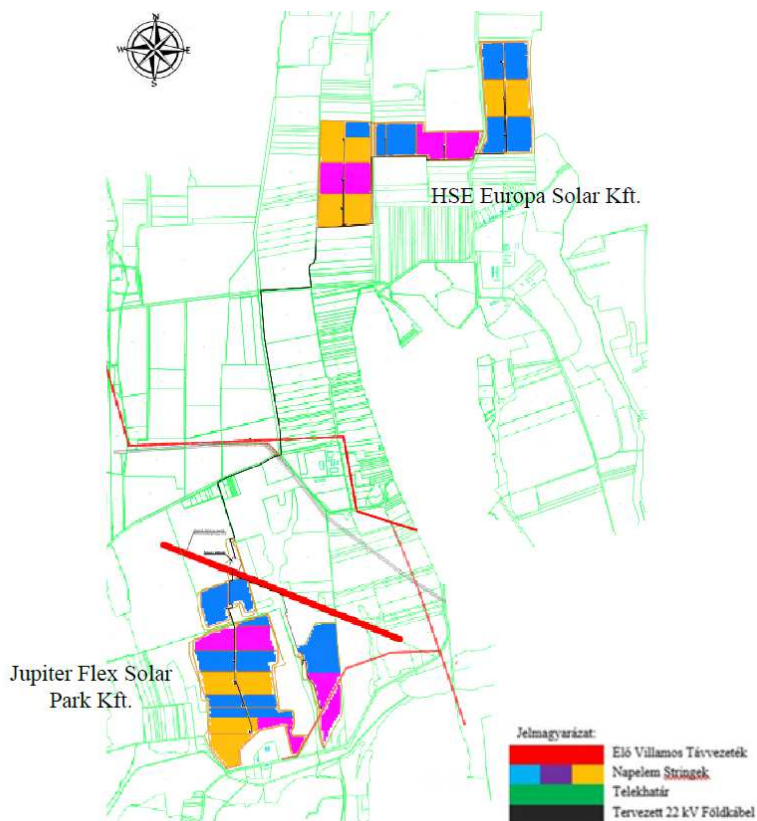 N
W
E
S
HSE Europa Solar Kft.
Jupiter Flex Solar
Park Kft.
Jelmagyarázat:
Élő Villamos Távvezeték
Napelem Stringek
Telekhatár
Tervezett 22 kV Földkábel